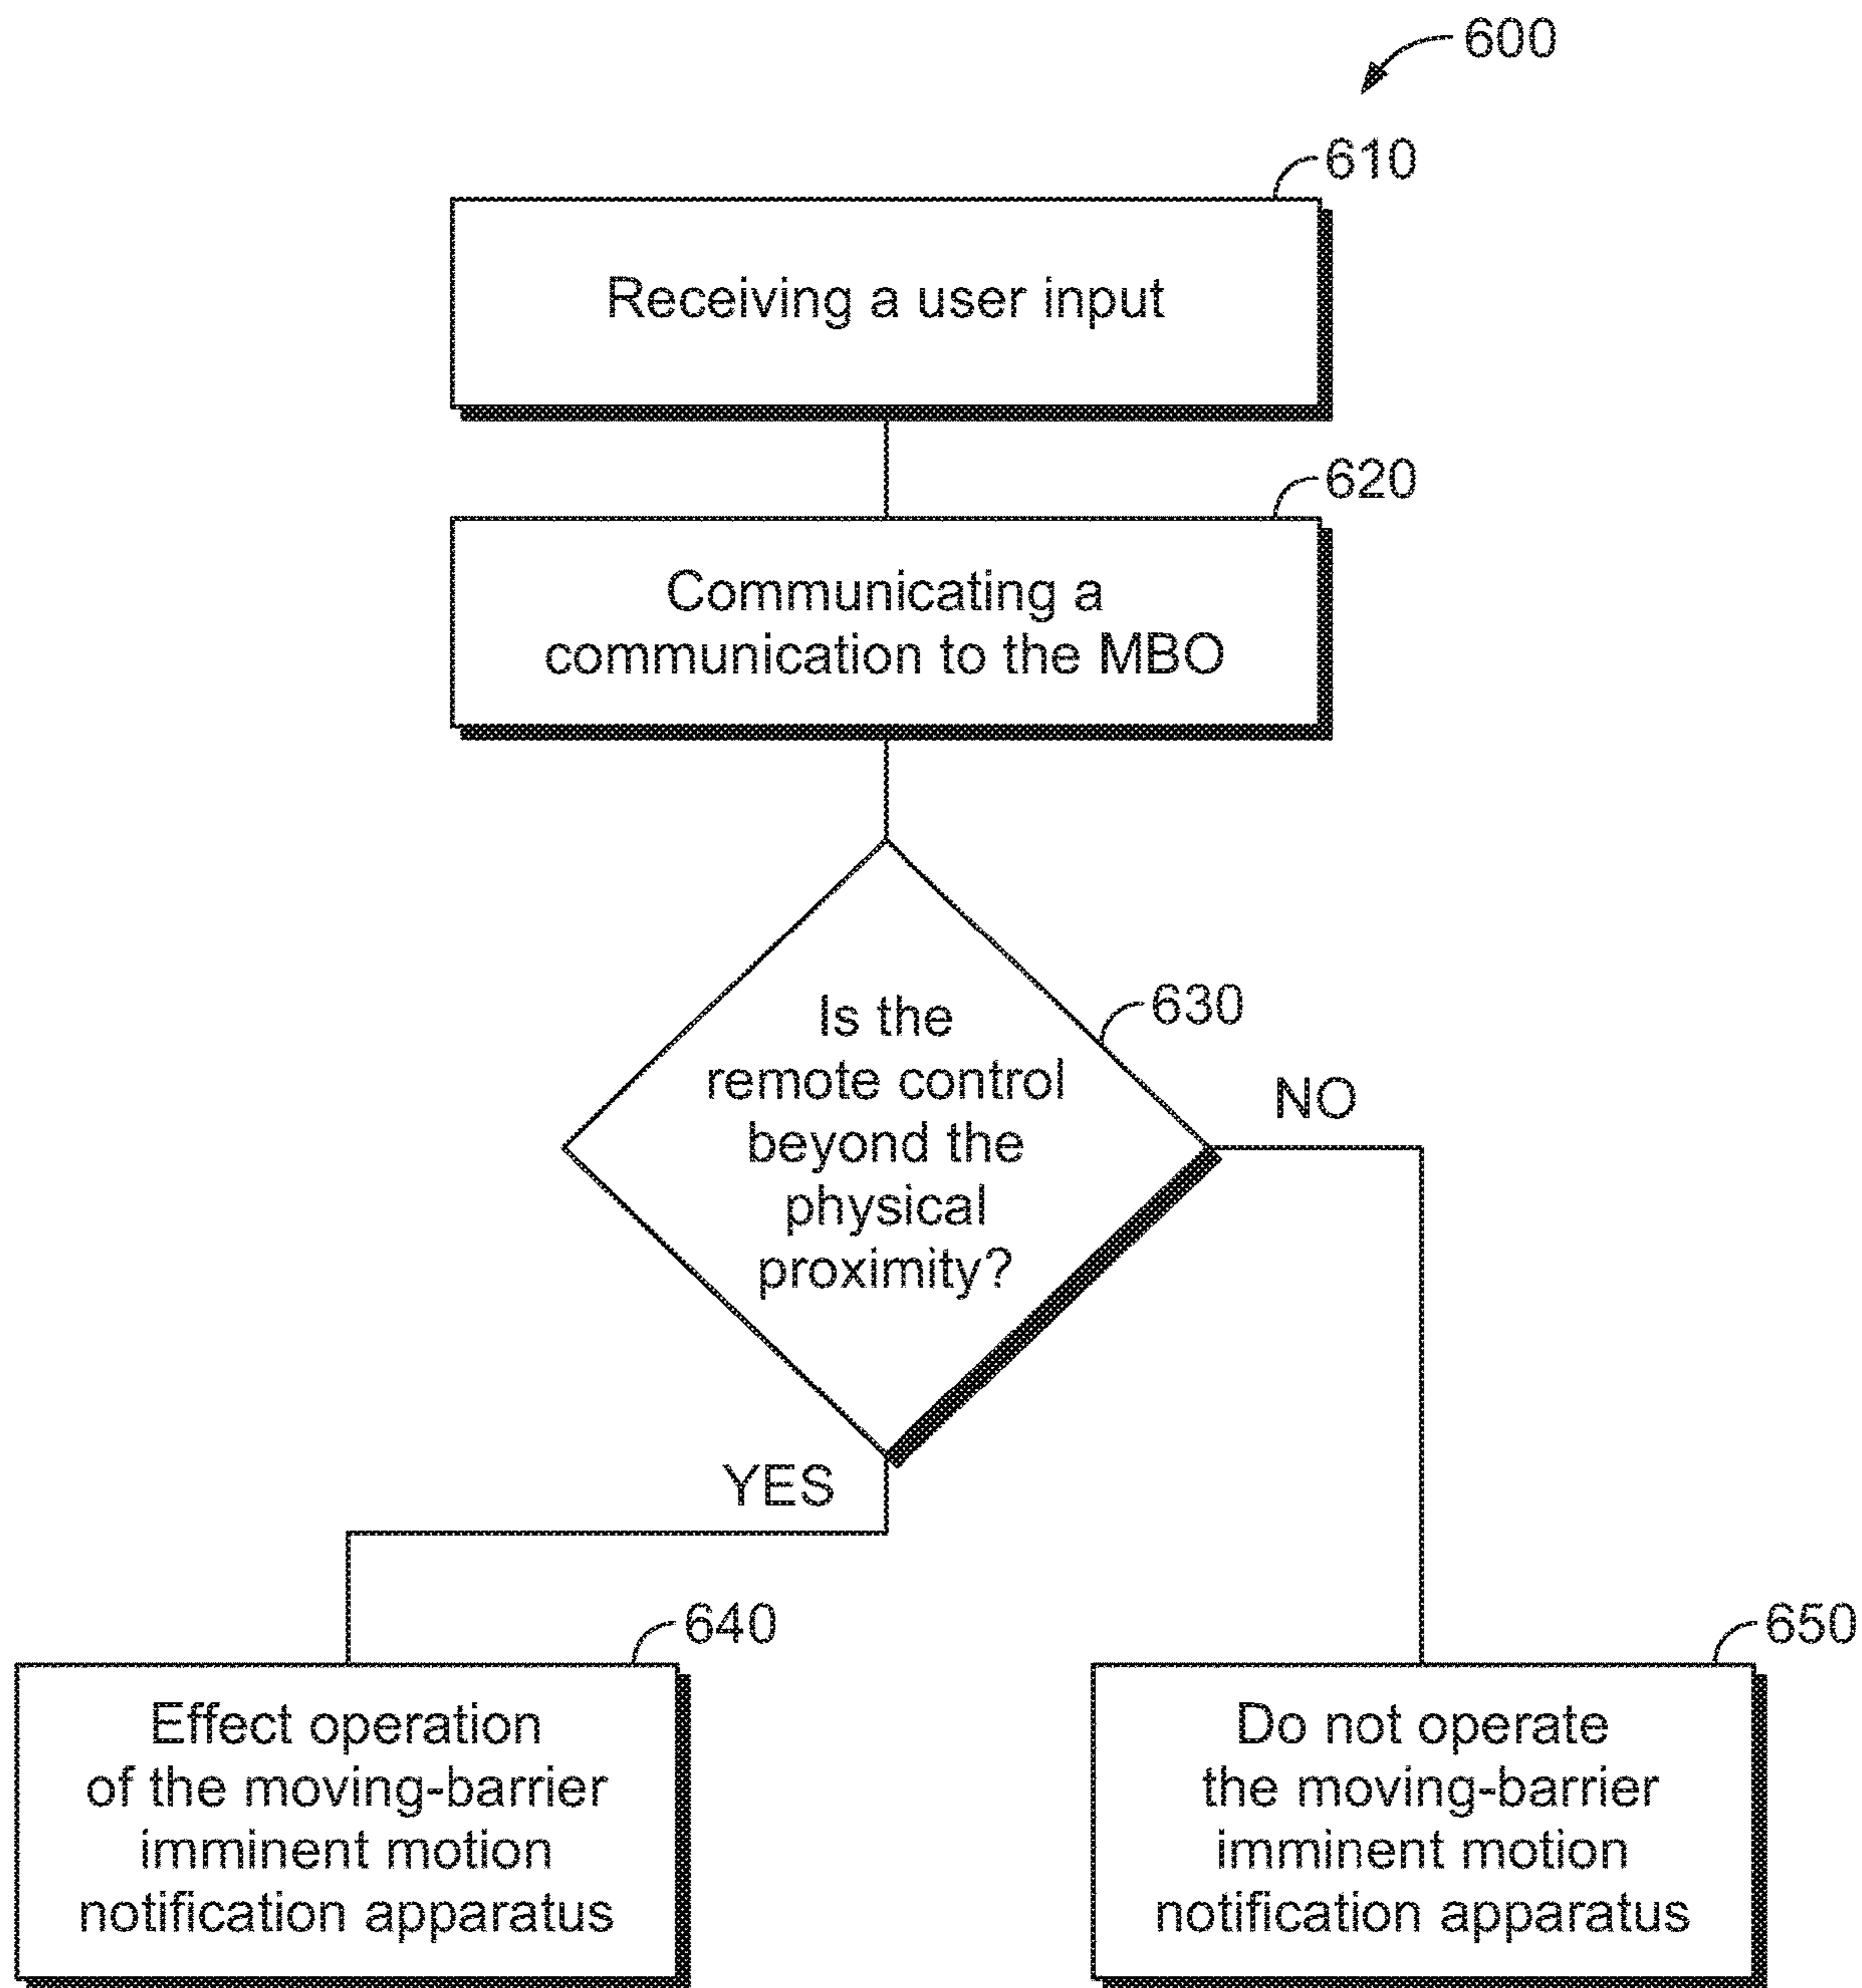 600
610
Receiving a user input
620
Communicating a
communication to the MBO
630
Is the
remote control
beyond the
physical
proximity?
NO
YES
640
Effect operation
of the moving-barrier
imminent motion
notification apparatus
650
Do not operate
the moving-barrier
imminent motion
notification apparatus